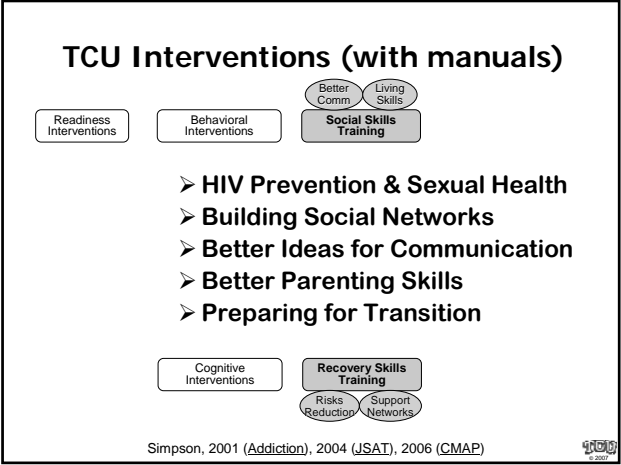 TCU Interventions (with manuals)
Better
Comm
Living
Skills
Readiness
Interventions
Behavioral
Interventions
Social Skills
Training
➢ HIV Prevention & Sexual Health
➢ Building Social Networks
➢ Better Ideas for Communication
➢ Better Parenting Skills
➢ Preparing for Transition
Cognitive
Interventions
Recovery Skills
Training
Risks
Reduction
Support
Networks
Simpson, 2001 (Addiction), 2004 (JSAT), 2006 (CMAP)
© 2007